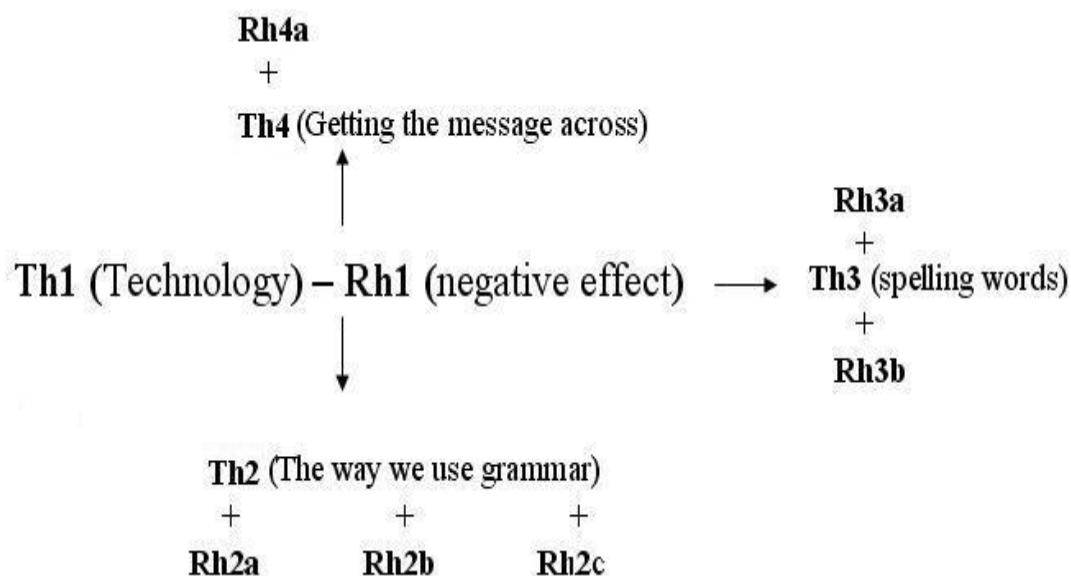 Rh4a
+
Th4 (Getting the message across)
Rh3a
+
Th1 (Technology) – Rh1 (negative effect)
Th3 (spelling words)
+
Rh3b
Th2 (The way we use grammar)
+ + +
Rh2a Rh2b Rh2c